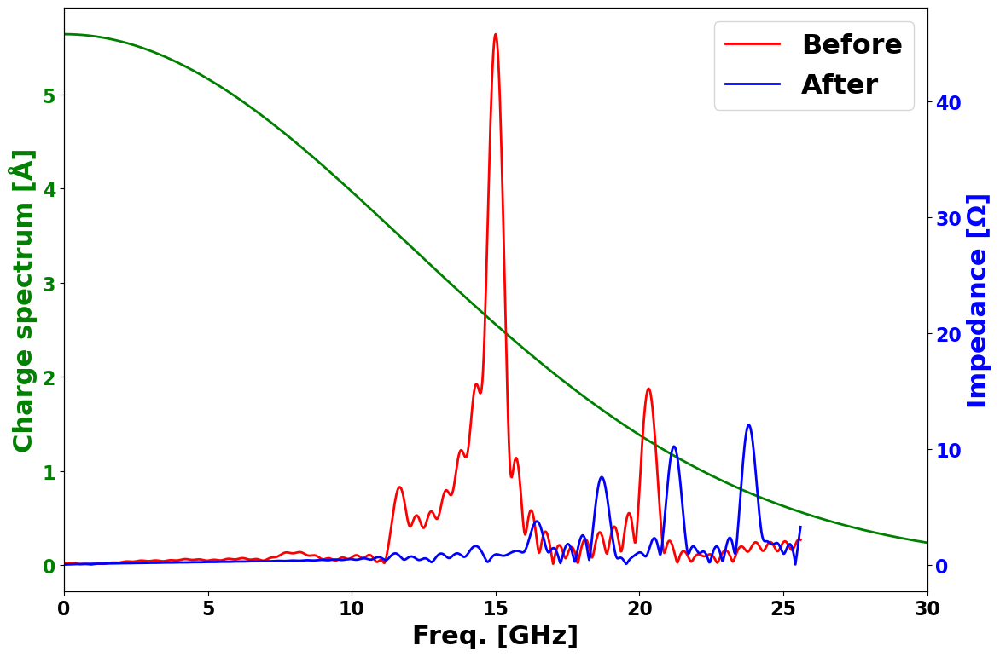 Before
After
Charge spectrum [Å]
5
4
3
2
1
0
40
30
20
10
0
Impedance [Ω]
0 5 10 15 20 25 30
Freq. [GHz]